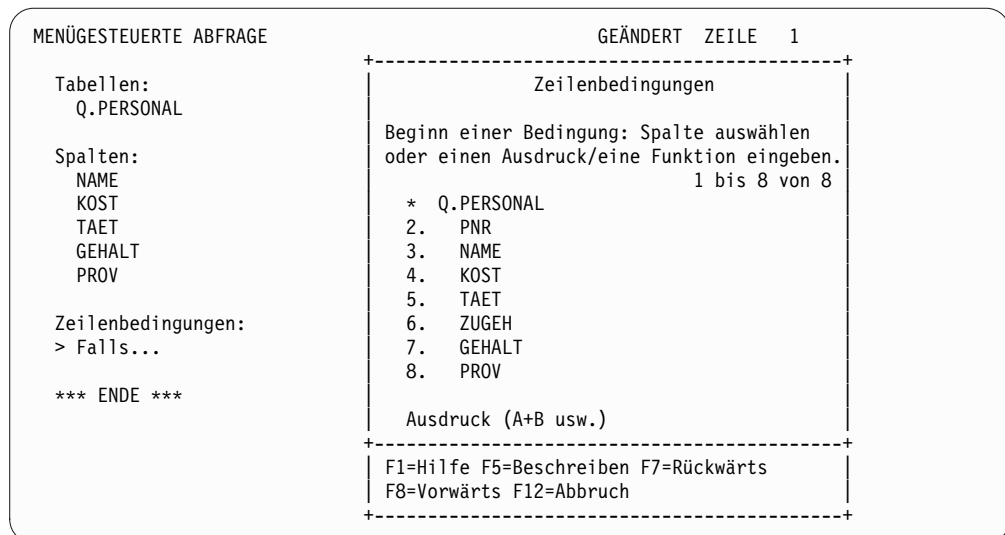 MENÜGESTEUERTE ABFRAGE GEÄNDERT ZEILE 1
+--------------------------------------------+
Tabellen: | Zeilenbedingungen |
Q.PERSONAL | |
| Beginn einer Bedingung: Spalte auswählen |
Spalten: | oder einen Ausdruck/eine Funktion eingeben.|
NAME | 1 bis 8 von 8 |
KOST | * Q.PERSONAL |
TAET | 2. PNR |
GEHALT | 3. NAME |
PROV | 4. KOST |
| 5. TAET |
Zeilenbedingungen: | 6. ZUGEH |
> Falls... | 7. GEHALT |
| 8. PROV |
*** ENDE *** | |
| Ausdruck (A+B usw.) |
+--------------------------------------------+
| F1=Hilfe F5=Beschreiben F7=Rückwärts |
| F8=Vorwärts F12=Abbruch |
+--------------------------------------------+